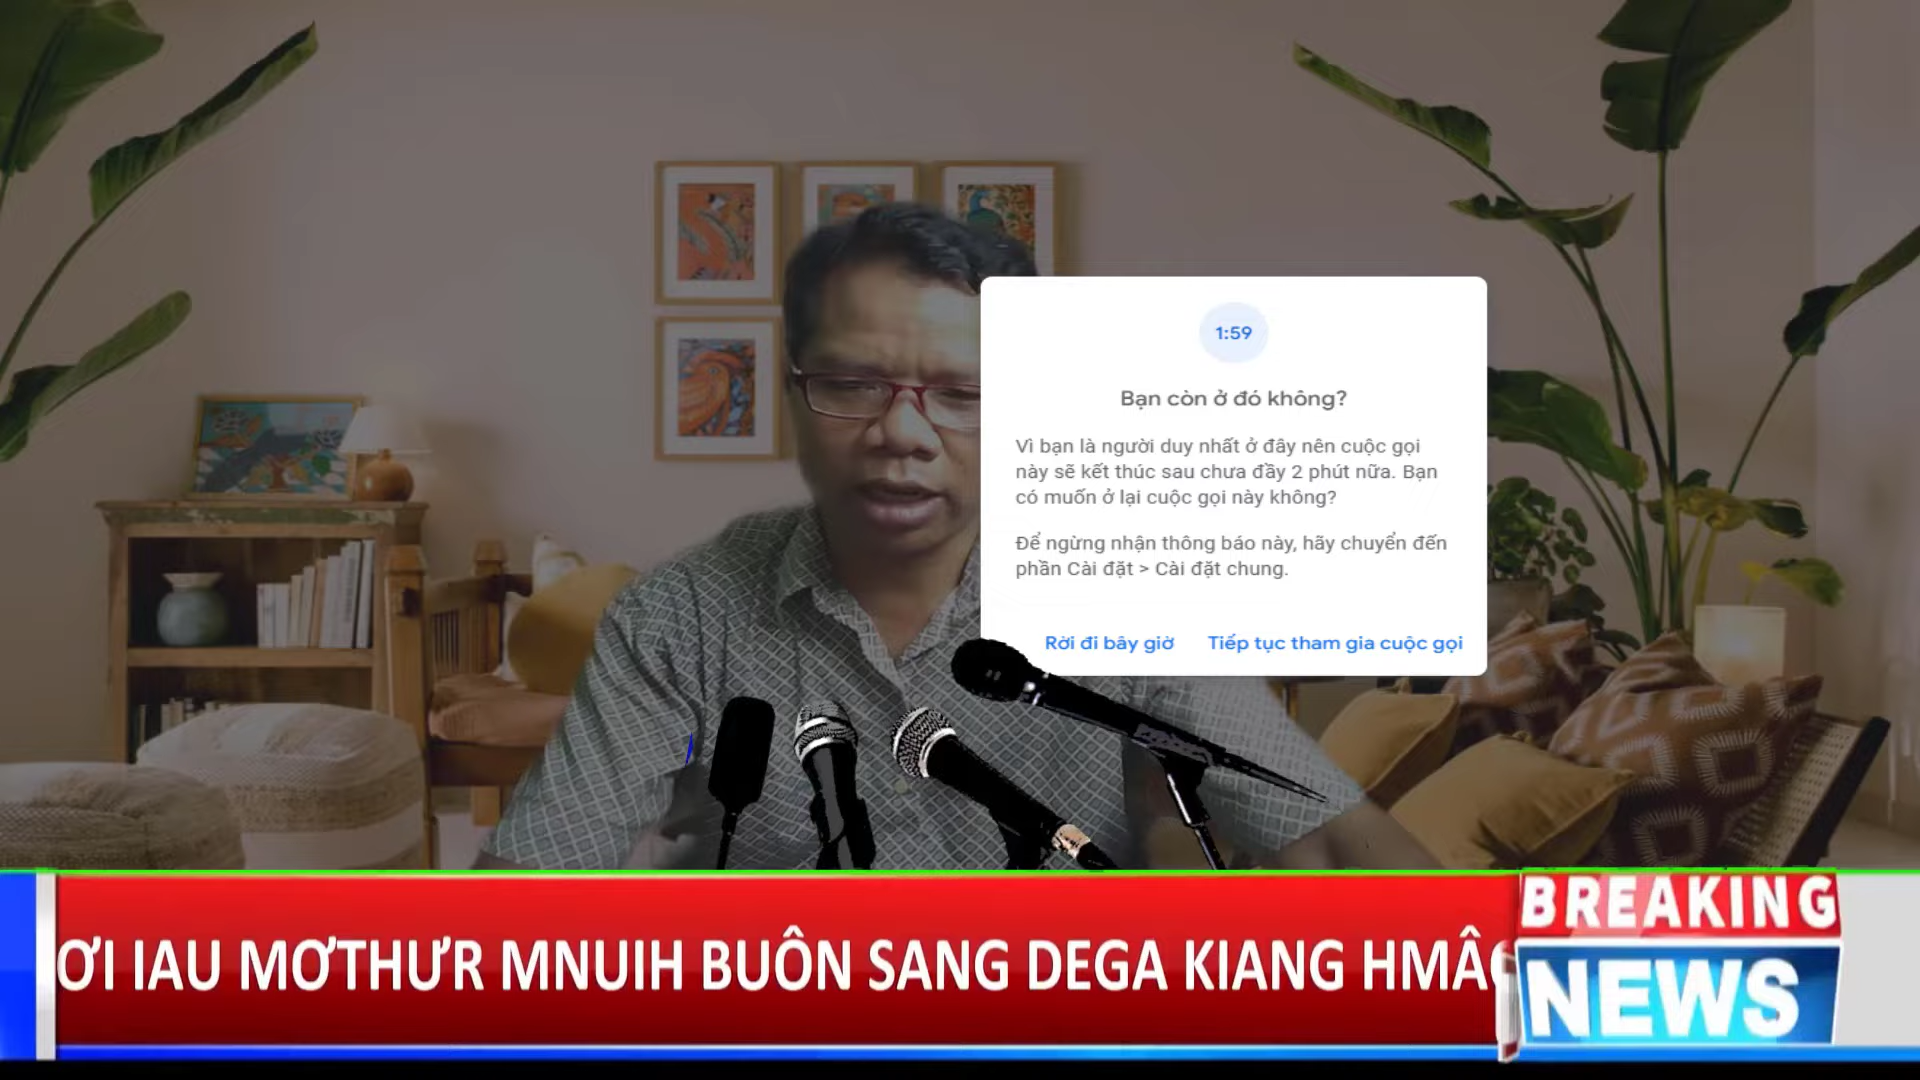 1:59
Bạn còn ở đó không?
Vì bạn là người duy nhất ở đây nên cuộc gọi
này sẽ kết thúc sau chưa đầy 2 phút nữa. Bạn
có muốn ở lại cuộc gọi này không?
Để ngừng nhận thông báo này, hãy chuyển đến
phần Cài đặt > Cài đặt chung.
Rời đi bây giờ Tiếp tục tham gia cuộc gọi
ƠI IAU MƠTHƯR MNUIH BUÔN SANG DEGA KIANG HMÂ
BREAKING
NEWS